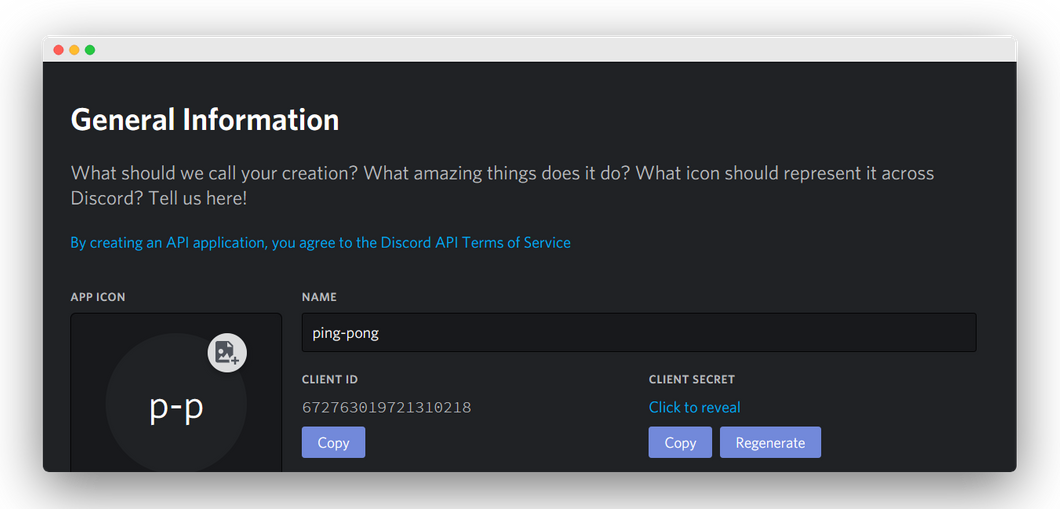 General Information
What should we call your creation? What amazing things does it do? What icon should represent it across
Discord? Tell us here!
By creating an API application, you agree to the Discord API Terms of Service
APP ICON
NAME
p-p
ping-pong
CLIENT ID
CLIENT SECRET
672763019721310218
Click to reveal
Copy
Copy
Regenerate